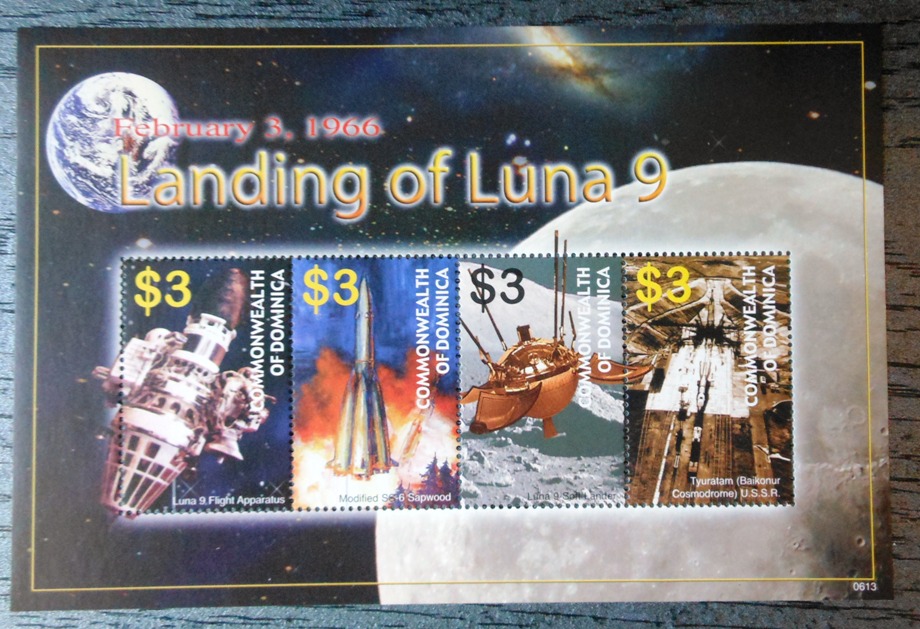 February 3, 1966
Landing of Luna 9
$3
COMMONWEALTH
OF DOMINICA
Luna 9 Flight Apparatus
$3
COMMONWEALTH
OF DOMINICA
Modified SS-6 Sapwood
$3
COMMONWEALTH
OF DOMINICA
Luna 9 Soft Lander
$3
COMMONWEALTH
OF DOMINICA
Tyuratam (Baikonur
Cosmodrome) U.S.S.R.
0613